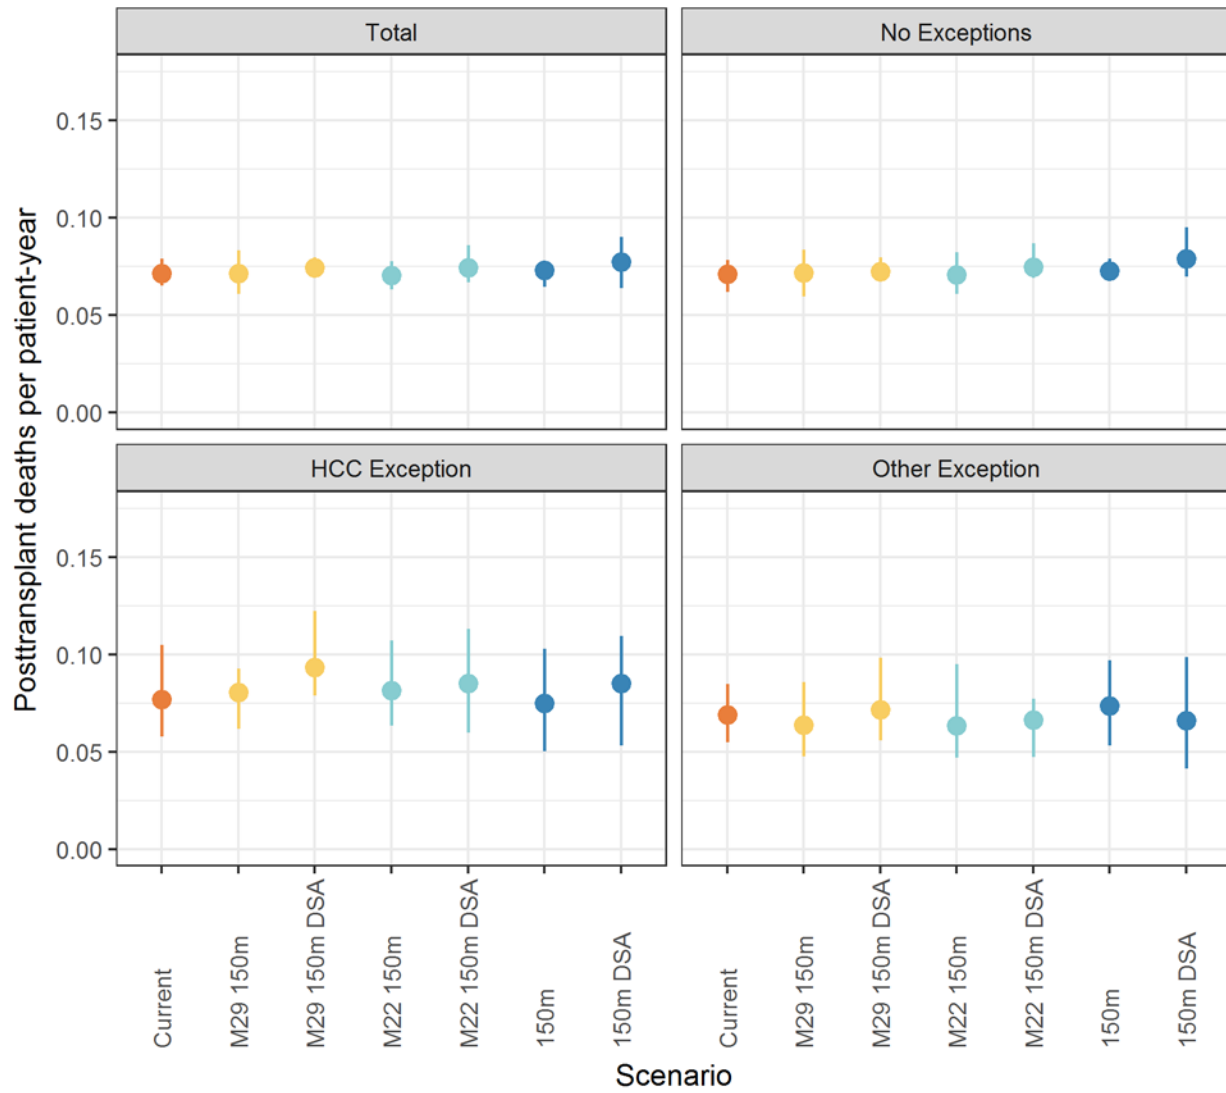 Total
No Exceptions
0.15
0.10
0.05
0.00
HCC Exception
Other Exception
0.15
0.10
0.05
0.00
Posttransplant deaths per patient-year
Current
M29 150m
M29 150m DSA
M22 150m
M22 150m DSA
150m
150m DSA
Current
M29 150m
M29 150m DSA
M22 150m
M22 150m DSA
150m
150m DSA
Scenario